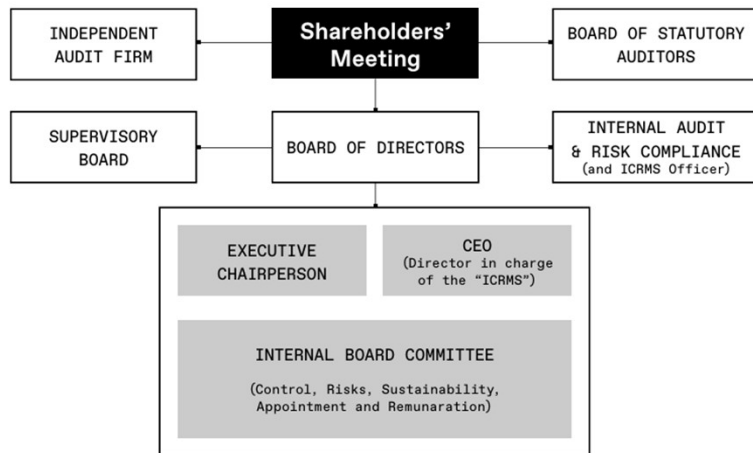 INDEPENDENT
AUDIT FIRM
Shareholders’
Meeting
BOARD OF STATUTORY
AUDITORS
SUPERVISORY
BOARD
BOARD OF DIRECTORS
INTERNAL AUDIT
& RISK COMPLIANCE
(and ICRMS Officer)
EXECUTIVE
CHAIRPERSON
CEO
(Director in charge
of the “ICRMS”)
INTERNAL BOARD COMMITTEE
(Control, Risks, Sustainability,
Appointment and Remunaration)